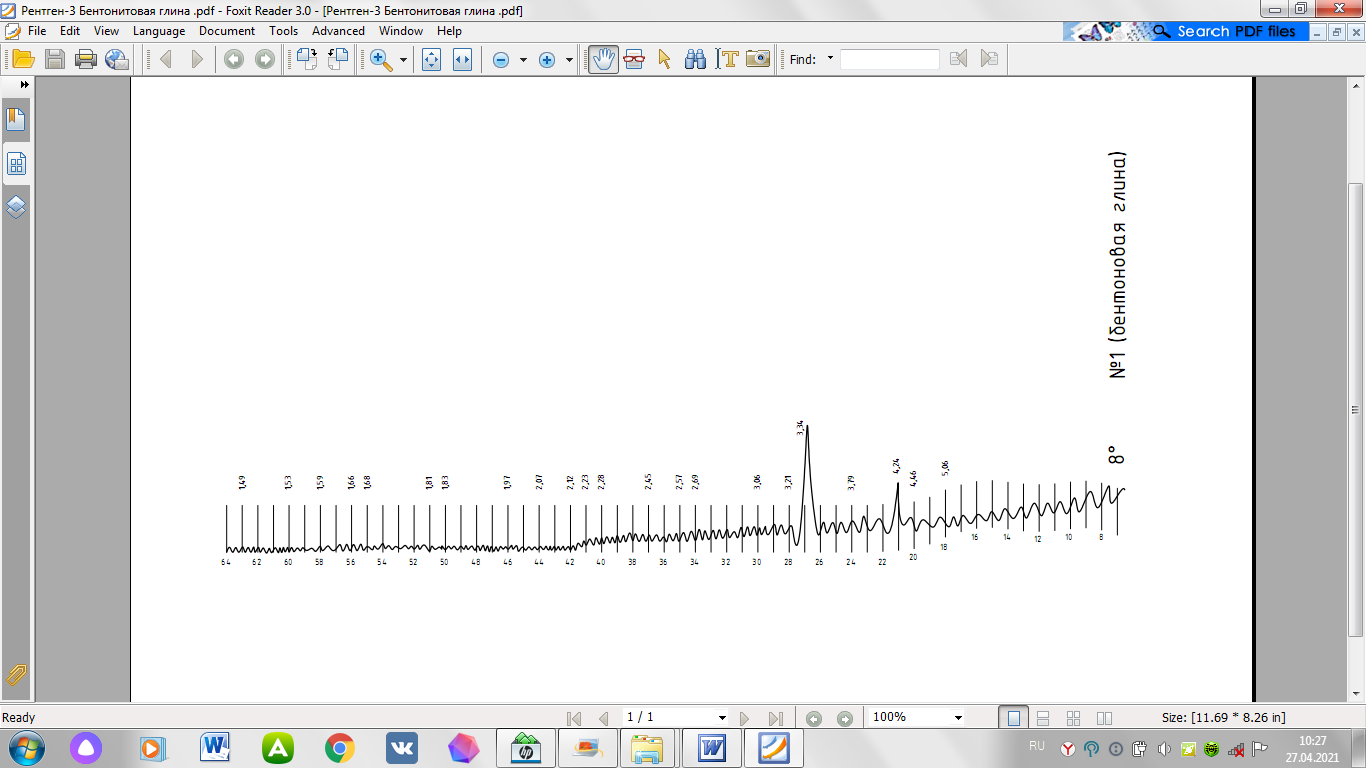 Рентген-3 Бентонитовая глина .pdf - Foxit Reader 3.0 - [Рентген-3 Бентонитовая глина .pdf]
File Edit View Language Document Tools Advanced Window Help
Search PDF files
Find:
№1 (бентоновая глина)
8°
1,49 1,53 1,59 1,66 1,68 1,81 1,83 1,97 2,07 2,12 2,23 2,28 2,45 2,57 2,69 3,06 3,21 3,34 3,79 4,24 4,46 5,06
64 62 60 58 56 54 52 50 48 46 44 42 40 38 36 34 32 30 28 26 24 22 20 18 16 14 12 10 8
Ready
1 / 1
100%
Size: [11.69 * 8.26 in]
RU
10:27
27.04.2021